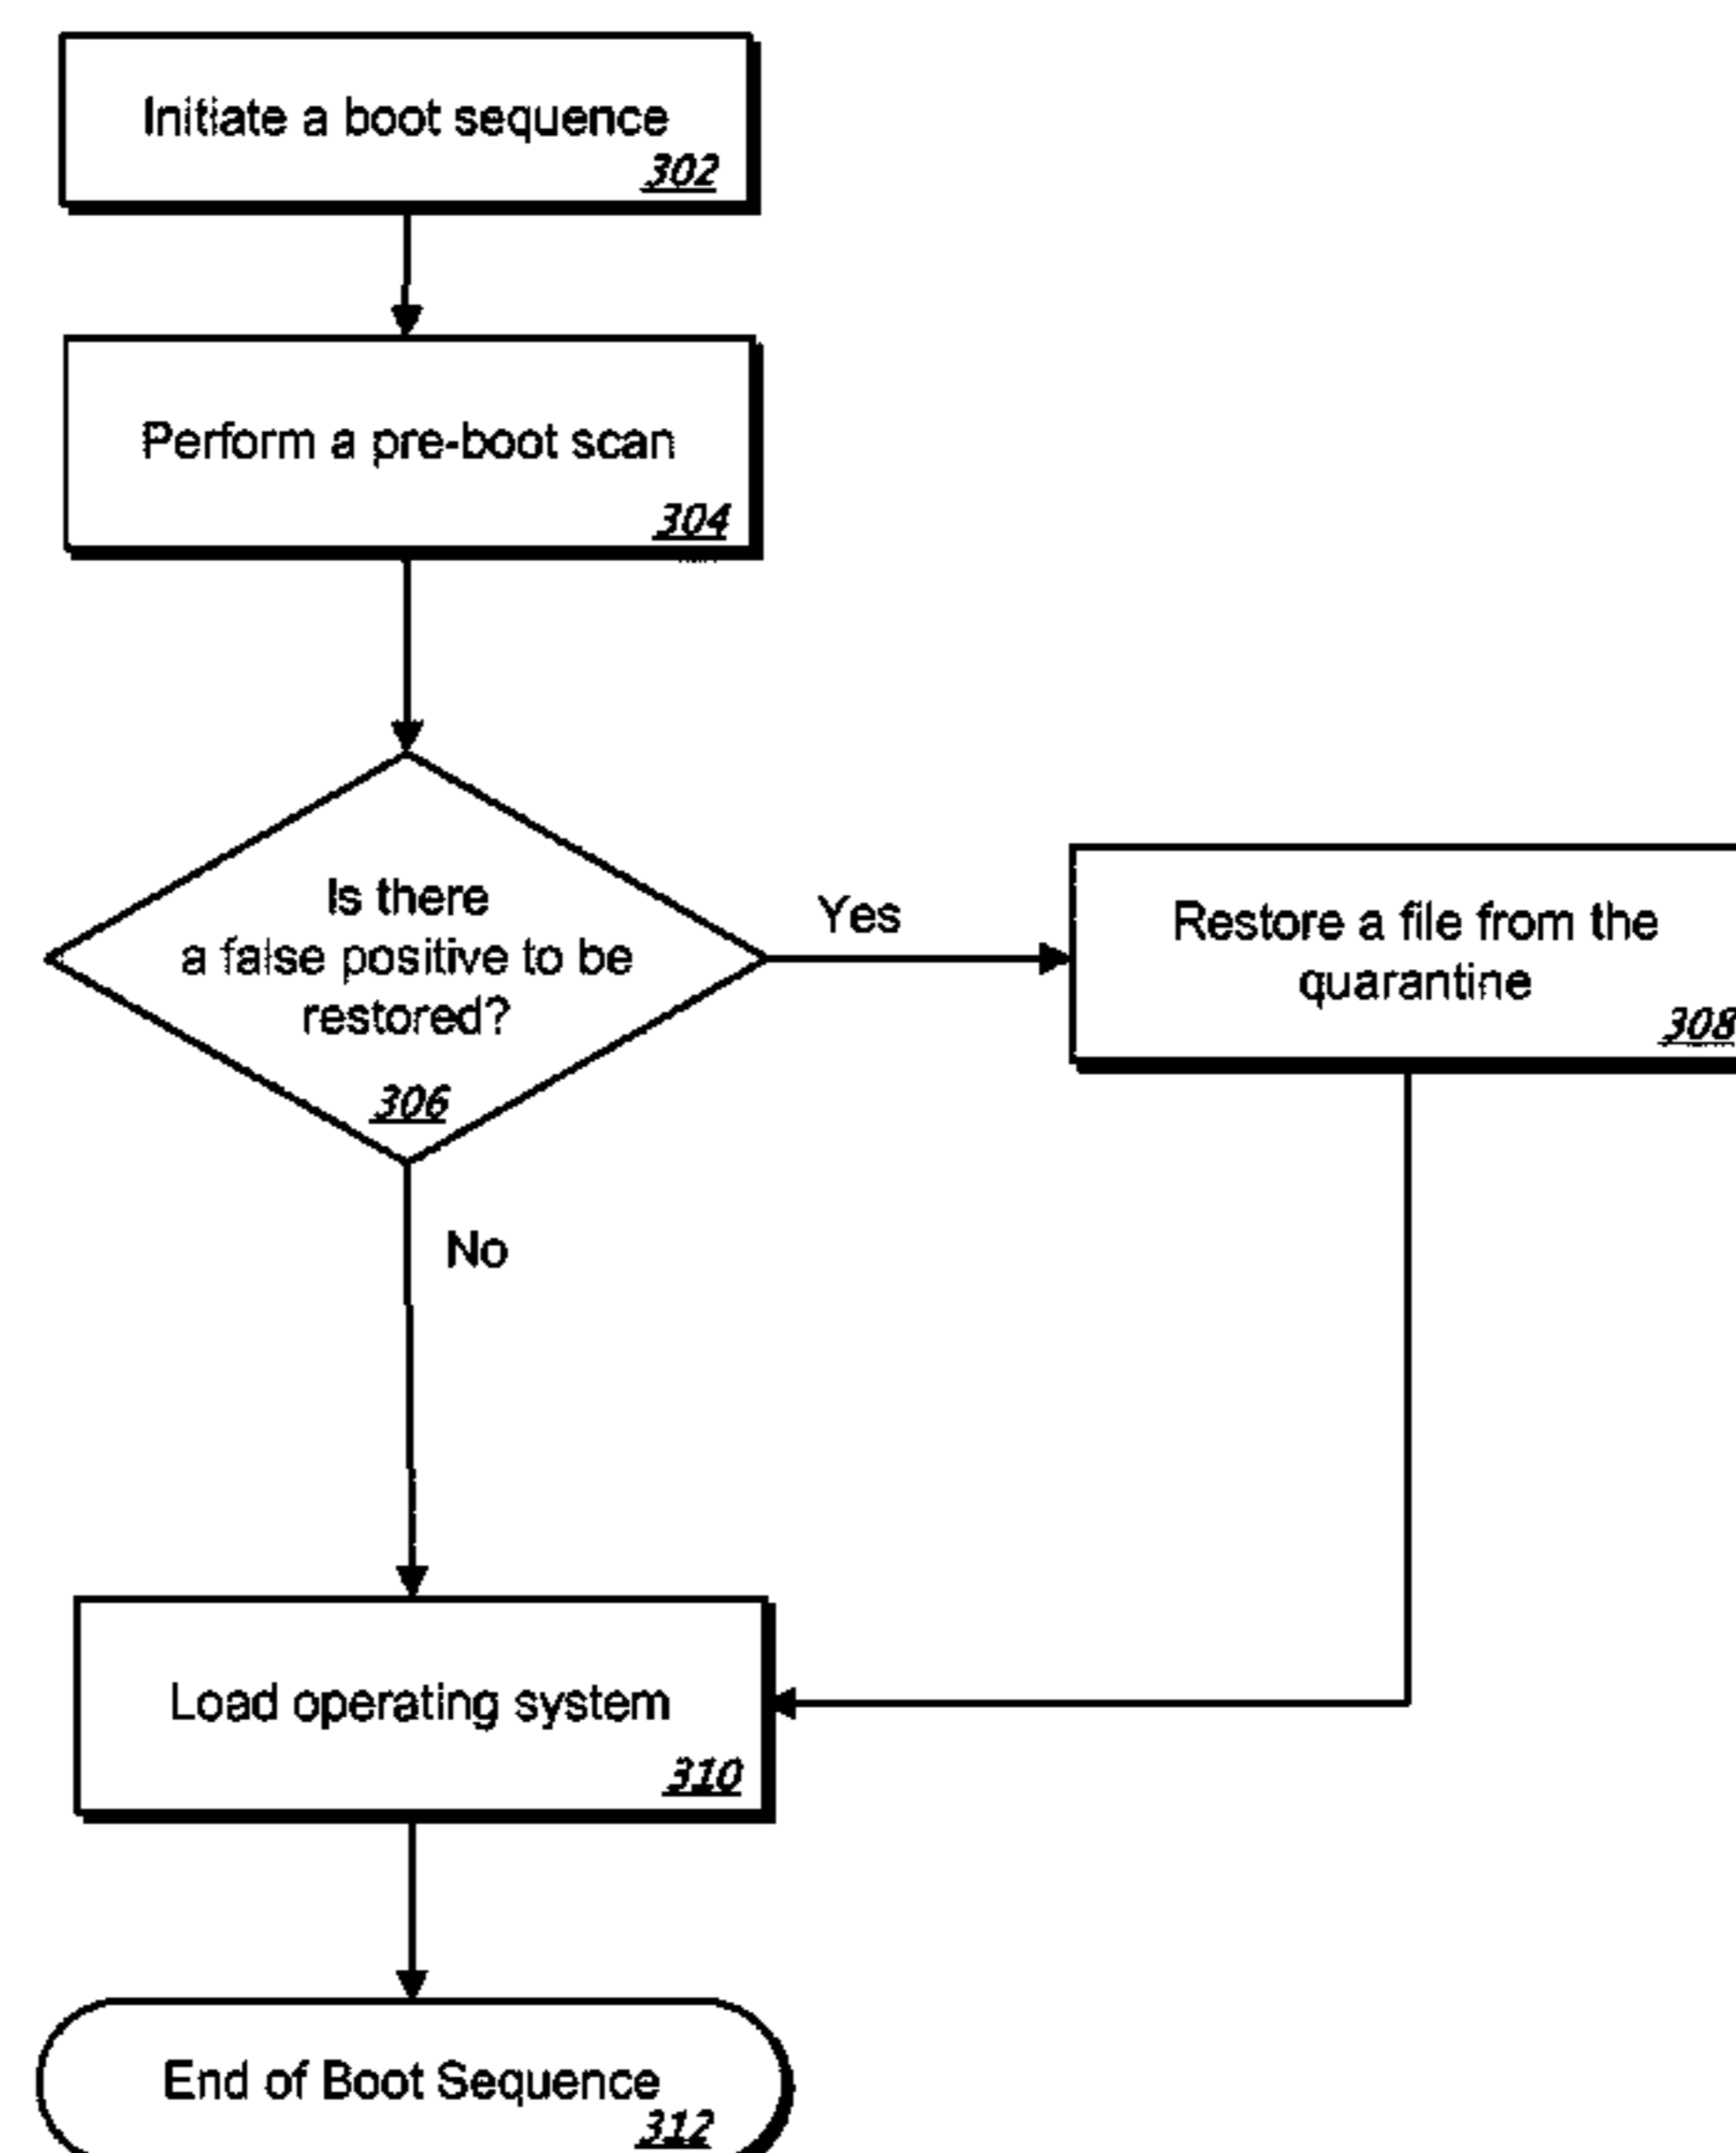 Initiate a boot sequence
302
Perform a pre-boot scan
304
Is there
a false positive to be
restored?
306
Yes
Restore a file from the
quarantine
308
No
Load operating system
310
End of Boot Sequence
312